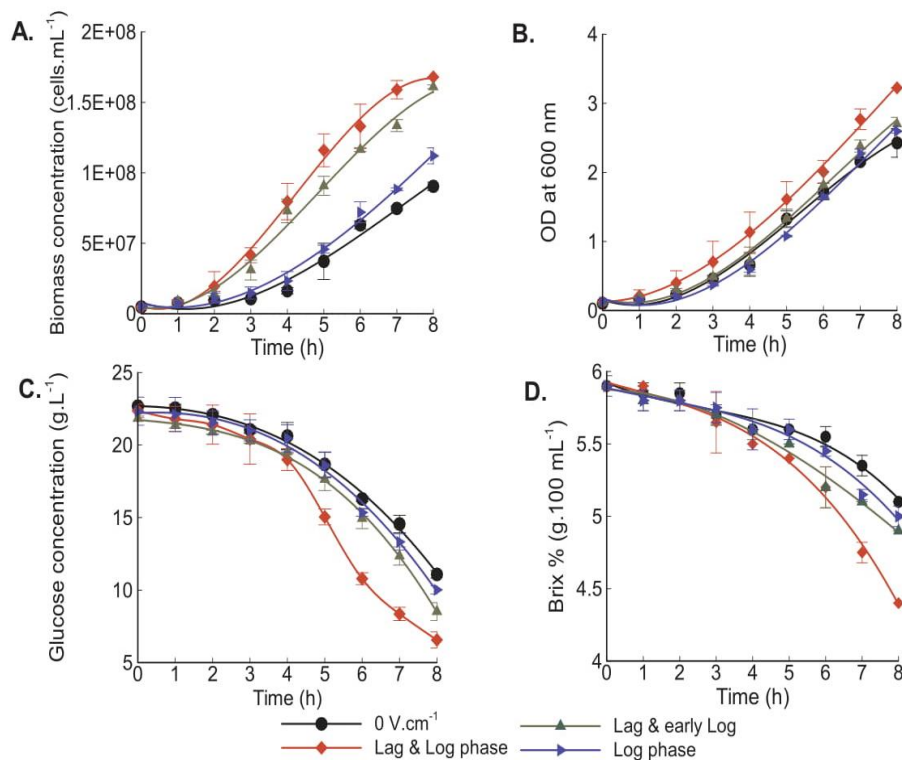 A.
Biomass concentration (cells.mL⁻¹)
2E+08
1.5E+08
1E+08
5E+07
0
0 1 2 3 4 5 6 7 8
Time (h)
B.
OD at 600 nm
4
3
2
1
0
0 1 2 3 4 5 6 7 8
Time (h)
C.
Glucose concentration (g.L⁻¹)
25
20
15
10
5
0 1 2 3 4 5 6 7 8
Time (h)
D.
Brix % (g.100 mL⁻¹)
6
5.5
5
4.5
4
0 1 2 3 4 5 6 7 8
Time (h)
0 V.cm⁻¹
Lag & early Log
Lag & Log phase
Log phase